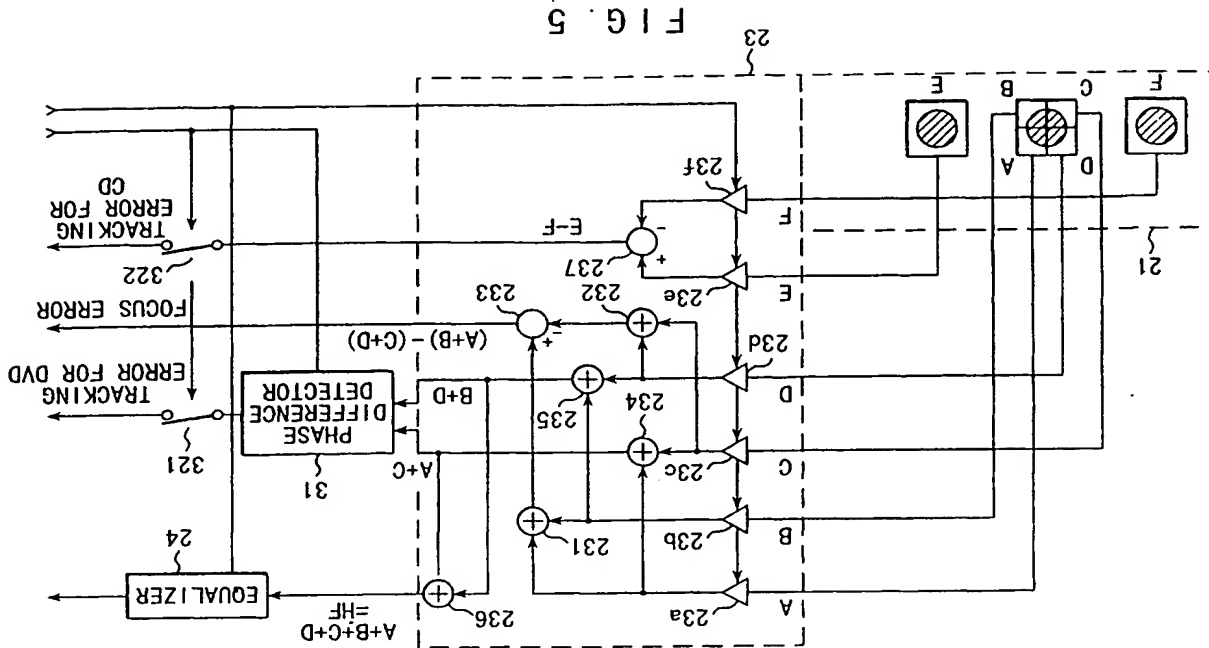 A+B+C+D
=HF
A
23a
236
EQUALIZER
24
B
23b
231
C
23c
234
A+C
31
321
PHASE
DIFFERENCE
DETECTOR
D
23d
235
B+D
TRACKING
ERROR FOR DVD
(A+B)-(C+D)
232
233
+
-
FOCUS ERROR
E
23e
237
+
-
E-F
322
21
F
23f
TRACKING
ERROR FOR
CD
D
A
F
C
B
E
23
FIG. 5